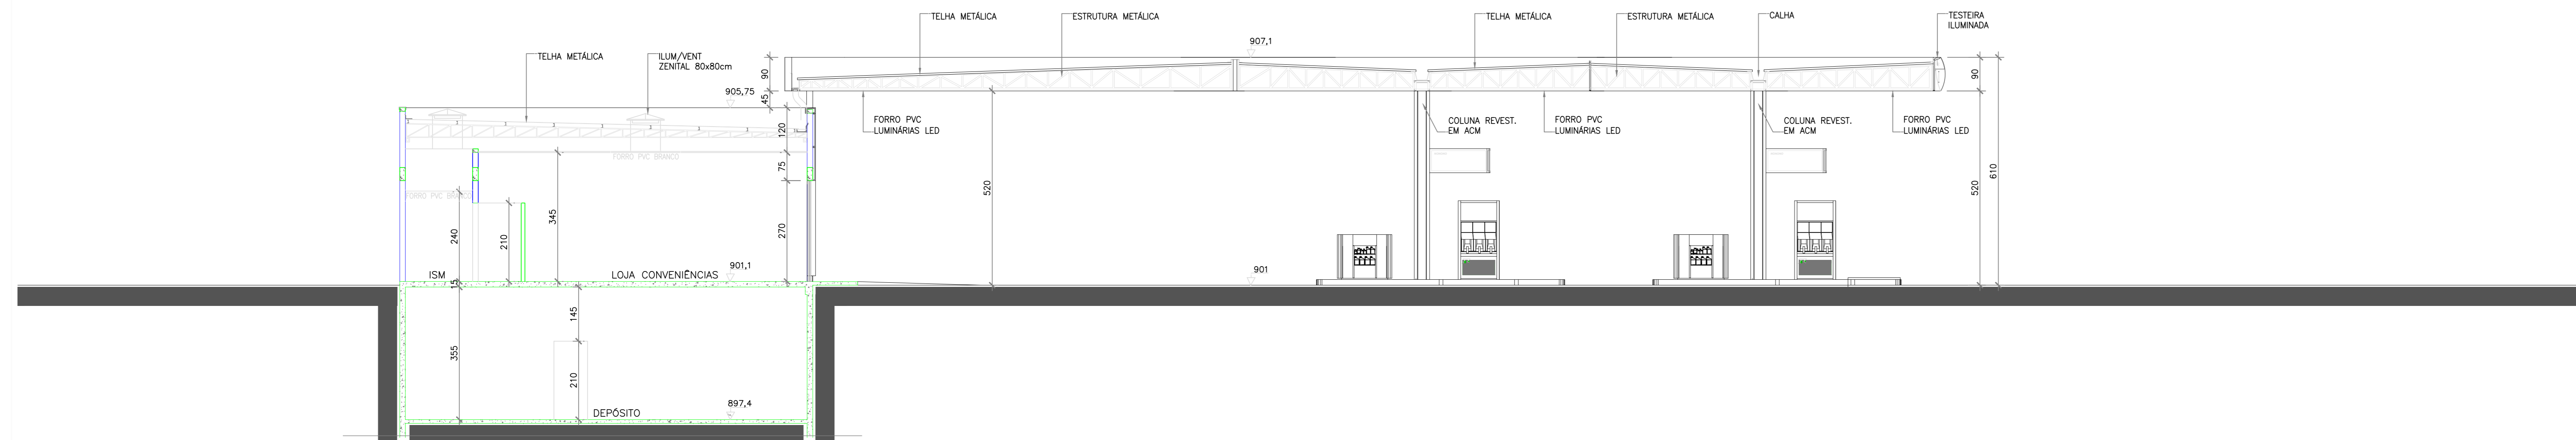 TELHA METÁLICA
ESTRUTURA METÁLICA
TELHA METÁLICA
ESTRUTURA METÁLICA
CALHA
TESTEIRA
ILUMINADA
907,1
TELHA METÁLICA
ILUM/VENT
ZENITAL 80x80cm
90
45
90
905,75
120
75
270
FORRO PVC
LUMINÁRIAS LED
COLUNA REVEST.
EM ACM
FORRO PVC
LUMINÁRIAS LED
COLUNA REVEST.
EM ACM
FORRO PVC
LUMINÁRIAS LED
FORRO PVC BRANCO
FORRO PVC BRANCO
610
520
520
345
240
210
ISM
LOJA CONVENIÊNCIAS
901,1
901
15
355
145
210
DEPÓSITO
897,4